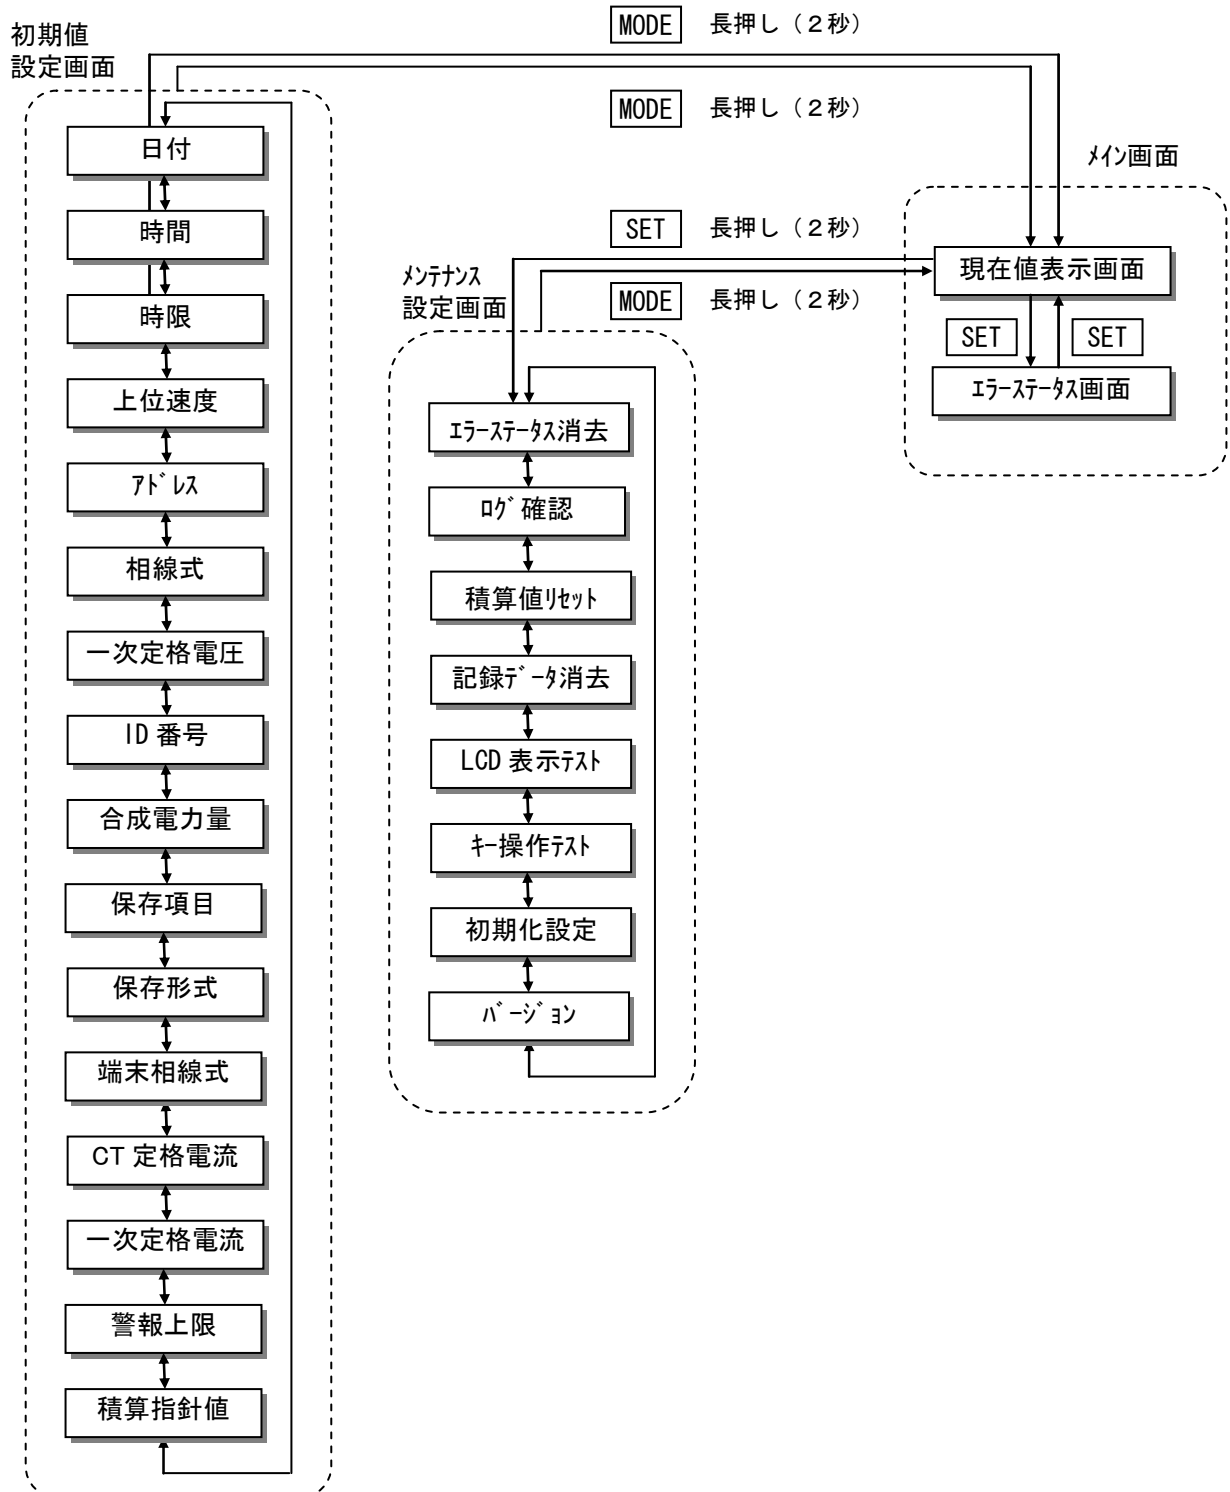 初期値
設定画面
MODE 長押し（２秒）
MODE 長押し（２秒）
SET 長押し（２秒）
MODE 長押し（２秒）
日付
時間
時限
上位速度
ｱﾄﾞﾚｽ
相線式
一次定格電圧
ID 番号
合成電力量
保存項目
保存形式
端末相線式
CT 定格電流
一次定格電流
警報上限
積算指針値
ﾒﾝﾃﾅﾝｽ
設定画面
ｴﾗｰｽﾃｰﾀｽ消去
ﾛｸﾞ確認
積算値ﾘｾｯﾄ
記録ﾃﾞｰﾀ消去
LCD 表示ﾃｽﾄ
ｷｰ操作ﾃｽﾄ
初期化設定
ﾊﾞｰｼﾞｮﾝ
ﾒｲﾝ画面
現在値表示画面
SET SET
ｴﾗｰｽﾃｰﾀｽ画面